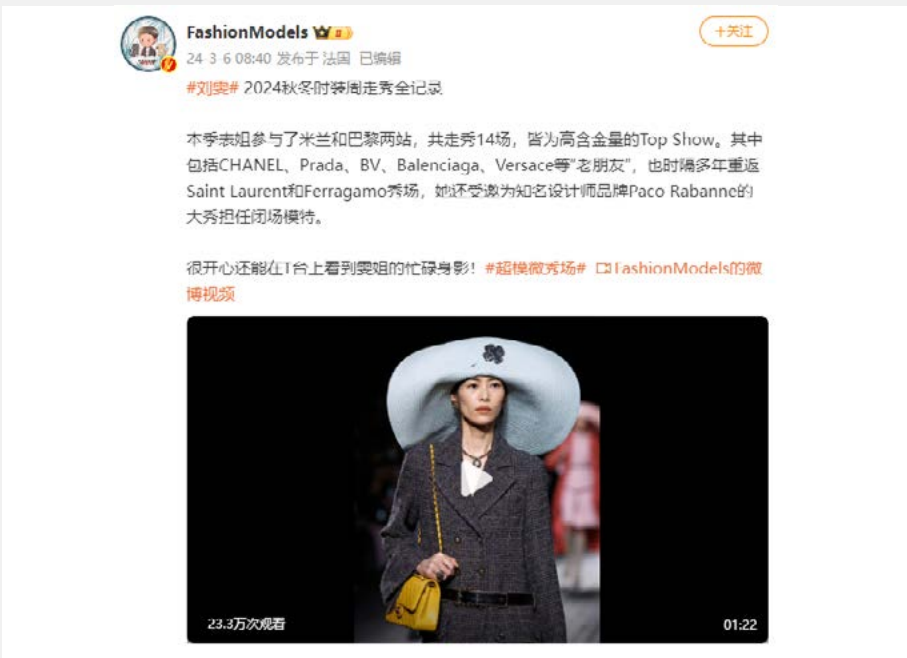 FashionModels
+关注
24-3-6 08:40 发布于 法国 已编辑
#刘雯# 2024秋冬时装周走秀全记录
本季表姐参与了米兰和巴黎两站，共走秀14场，皆为高含金量的Top Show。其中
包括CHANEL、Prada、BV、Balenciaga、Versace等“老朋友”，也时隔多年重返
Saint Laurent和Ferragamo秀场，她还受邀为知名设计师品牌Paco Rabanne的
大秀担任闭场模特。
很开心还能在T台上看到雯姐的忙碌身影！#超模微秀场# FashionModels的微
博视频
23.3万次观看
01:22